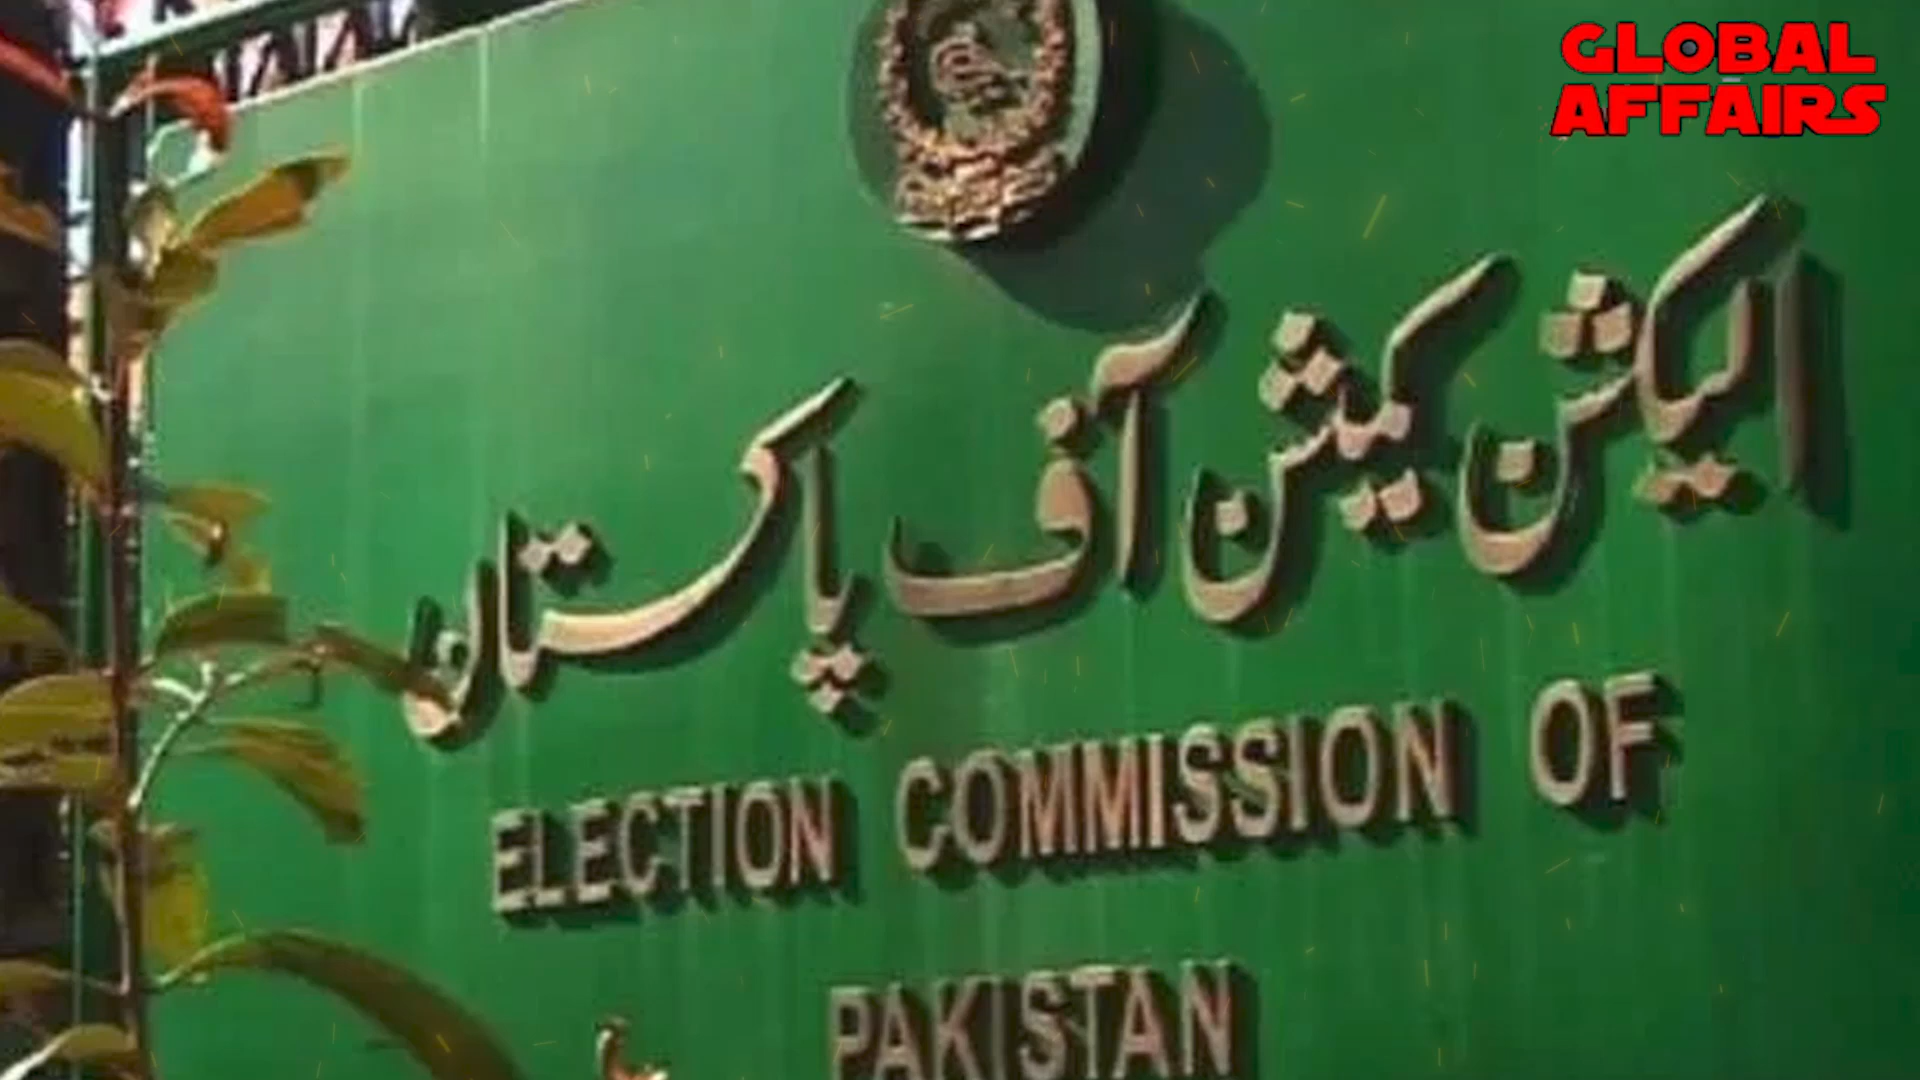 GLOBAL
AFFAIRS
الیکشن کمیشن آف پاکستان
ELECTION COMMISSION OF
PAKISTAN